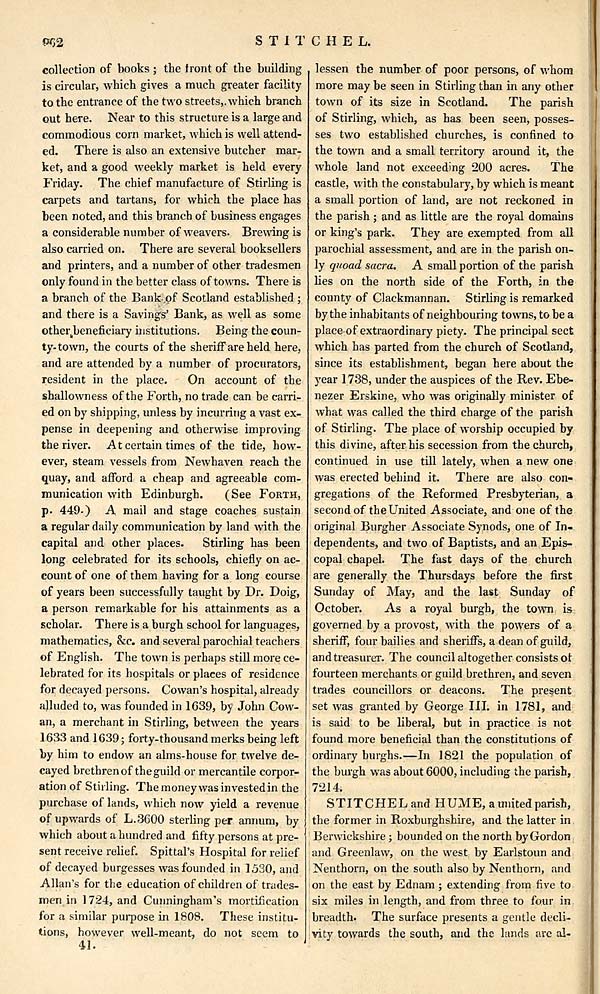 962
STITCHEL.
collection of books; the front of the building
is circular, which gives a much greater facility
to the entrance of the two streets, which branch
out here. Near to this structure is a large and
commodious corn market, which is well attend-
ed. There is also an extensive butcher mar-
ket, and a good weekly market is held every
Friday. The chief manufacture of Stirling is
carpets and tartans, for which the place has
been noted, and this branch of business engages
a considerable number of weavers. Brewing is
also carried on. There are several booksellers
and printers, and a number of other tradesmen
only found in the better class of towns. There is
a branch of the Bank of Scotland established;
and there is a Savings' Bank, as well as some
other beneficiary institutions. Being the coun-
ty-town, the courts of the sheriff are held here,
and are attended by a number of procurators,
resident in the place. On account of the
shallowness of the Forth, no trade can be carri-
ed on by shipping, unless by incurring a vast ex-
pense in deepening and otherwise improving
the river. At certain times of the tide, how-
ever, steam vessels from Newhaven reach the
quay, and afford a cheap and agreeable com-
munication with Edinburgh. (See FORTH,
p. 449.) A mail and stage coaches sustain
a regular daily communication by land with the
capital and other places. Stirling has been
long celebrated for its schools, chiefly on ac-
count of one of them having for a long course
of years been successfully taught by Dr. Doig,
a person remarkable for his attainments as a
scholar. There is a burgh school for languages,
mathematics, &c. and several parochial teachers
of English. The town is perhaps still more ce-
lebrated for its hospitals or places of residence
for decayed persons. Cowan's hospital, already
alluded to, was founded in 1639, by John Cow-
an, a merchant in Stirling, between the years
1633 and 1639; forty-thousand merks being left
by him to endow an alms-house for twelve de-
cayed brethren of the guild or mercantile corpor-
ation of Stirling. The money was invested in the
purchase of lands, which now yield a revenue
of upwards of L.3600 sterling per annum, by
which about a hundred and fifty persons at pre-
sent receive relief. Spittal's Hospital for relief
of decayed burgesses was founded in 1530, and
Allan's for the education of children of trades-
men in 1724, and Cunningham's mortification
for a similar purpose in 1808. These institu-
tions, however well-meant, do not seem to
41.
lessen the number of poor persons, of whom
more may be seen in Stirling than in any other
town of its size in Scotland. The parish
of Stirling, which, as has been seen, posses-
ses two established churches, is confined to
the town and a small territory around it, the
whole land not exceeding 200 acres. The
castle, with the constabulary, by which is meant
a small portion of land, are not reckoned in
the parish; and as little are the royal domains
or king's park. They are exempted from all
parochial assessment, and are in the parish on-
ly quoad sacra. A small portion of the parish
lies on the north side of the Forth, in the
county of Clackmannan. Stirling is remarked
by the inhabitants of neighbouring towns, to be a
place of extraordinary piety. The principal sect
which has parted from the church of Scotland,
since its establishment, began here about the
year 1738, under the auspices of the Rev. Ebe-
nezer Erskine, who was originally minister of
what was called the third charge of the parish
of Stirling. The place of worship occupied by
this divine, after his secession from the church,
continued in use till lately, when a new one
was erected behind it. There are also con-
gregations of the Reformed Presbyterian, a
second of the United Associate, and one of the
original Burgher Associate Synods, one of In-
dependents, and two of Baptists, and an Epis-
copal chapel. The fast days of the church
are generally the Thursdays before the first
Sunday of May, and the last Sunday of
October. As a royal burgh, the town is
governed by a provost, with the powers of a
sheriff, four bailies and sheriffs, a dean of guild,
and treasurer. The council altogether consists of
fourteen merchants or guild brethren, and seven
trades councillors or deacons. The present
set was granted by George III. in 1781, and
is said to be liberal, but in practice is not
found more beneficial than the constitutions of
ordinary burghs.—In 1821 the population of
the burgh was about 6000, including the parish,
7214.
STITCHEL and HUME, a united parish,
the former in Roxburghshire, and the latter in
Berwickshire; bounded on the north by Gordon
and Greenlaw, on the west by Earlstoun and
Nenthorn, on the south also by Nenthorn, and
on the east by Ednam; extending from five to
six miles in length, and from three to four in
breadth. The surface presents a gentle decli-
vity towards the south, and the lands are al-